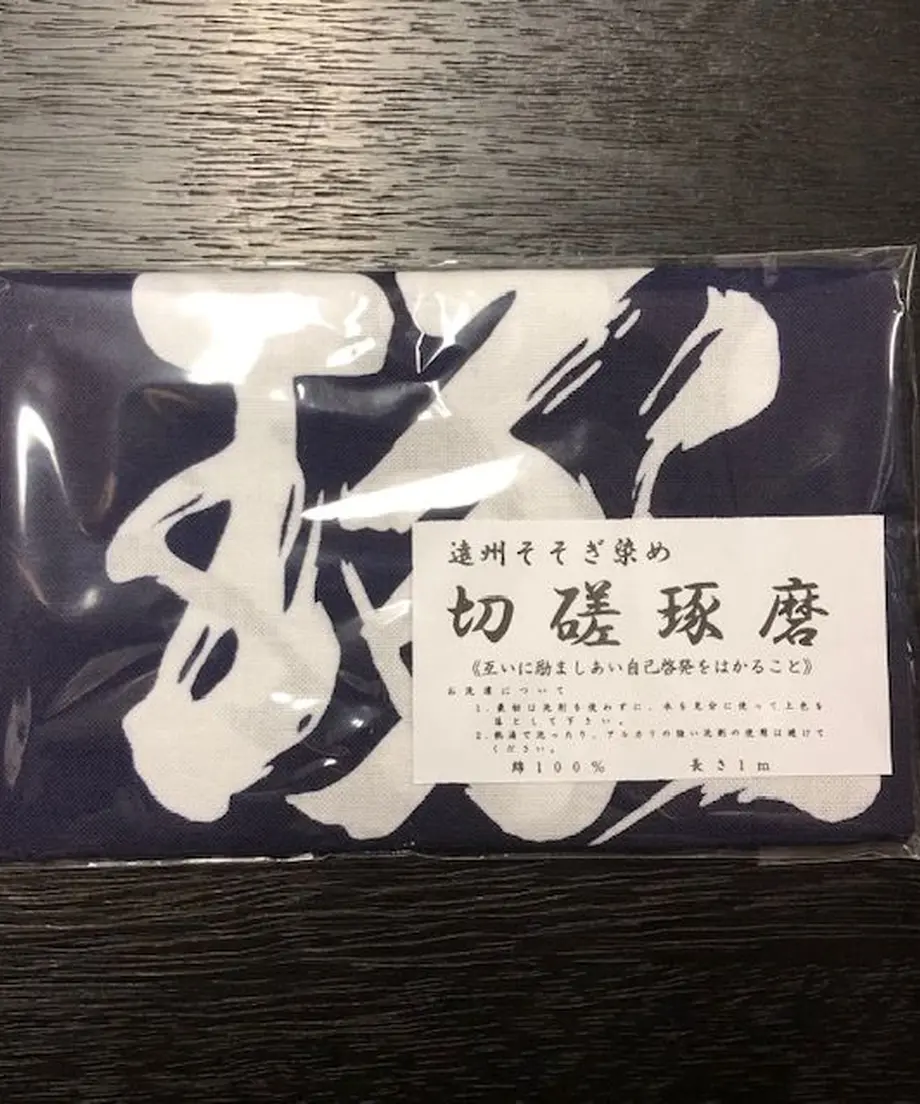 琢
遠州そそぎ染め
切磋琢磨
《互いに励ましあい自己啓発をはかること》
お洗濯について
1.最初は洗剤を使わずに、水を充分に使って上色を
落として下さい。
2.熱湯で洗ったり、アルカリの強い洗剤の使用は避けて
ください。
綿100% 長さ1m